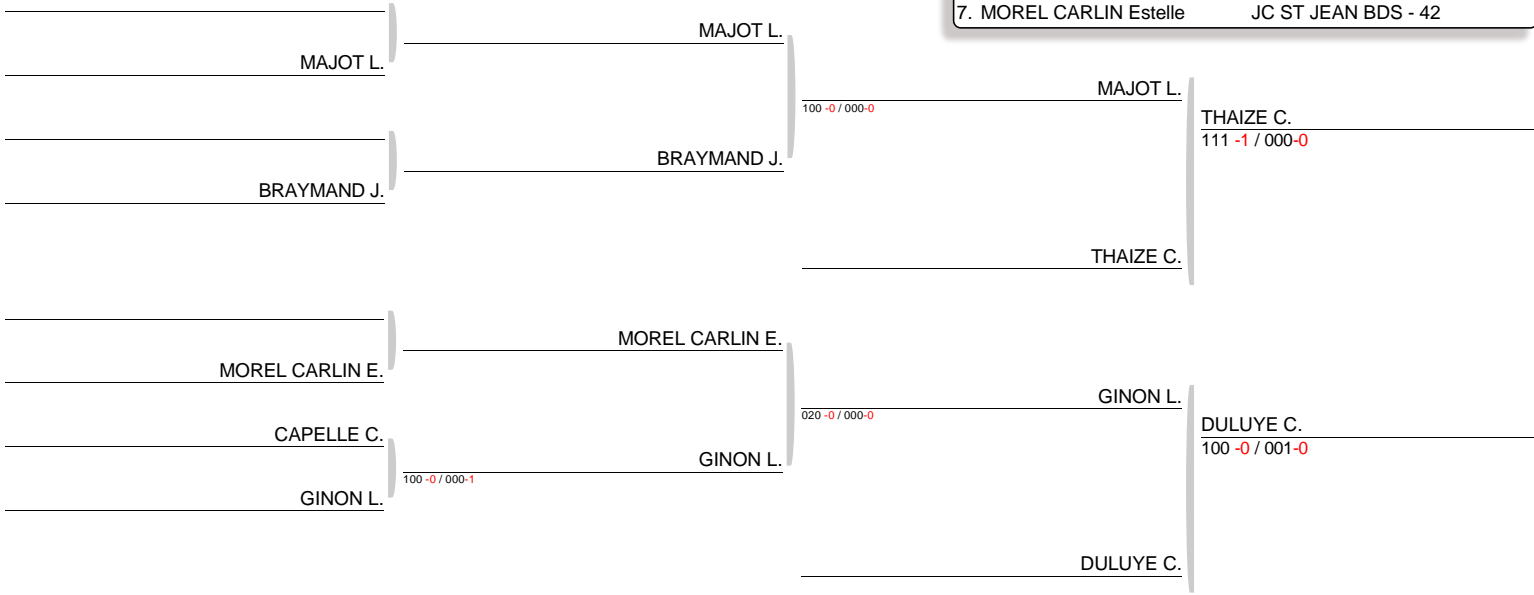 7. MOREL CARLIN Estelle JC ST JEAN BDS - 42
MAJOT L.
MAJOT L.
MAJOT L.
100 -0 / 000-0
THAIZE C.
111 -1 / 000-0
BRAYMAND J.
BRAYMAND J.
THAIZE C.
MOREL CARLIN E.
MOREL CARLIN E.
GINON L.
020 -0 / 000-0
DULUYE C.
100 -0 / 001-0
CAPELLE C.
GINON L.
100 -0 / 000-1
GINON L.
DULUYE C.